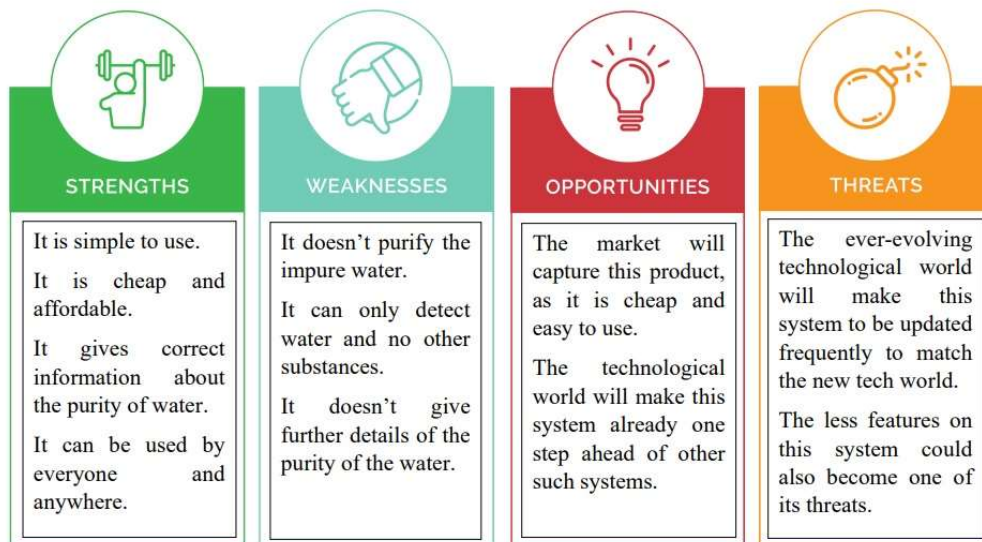 STRENGTHS
It is simple to use.
It is cheap and
affordable.
It gives correct
information about
the purity of water.
It can be used by
everyone and
anywhere.
WEAKNESSES
It doesn’t purify the
impure water.
It can only detect
water and no other
substances.
It doesn’t give
further details of the
purity of the water.
OPPORTUNITIES
The market will
capture this product,
as it is cheap and
easy to use.
The technological
world will make this
system already one
step ahead of other
such systems.
THREATS
The ever-evolving
technological world
will make this
system to be updated
frequently to match
the new tech world.
The less features on
this system could
also become one of
its threats.